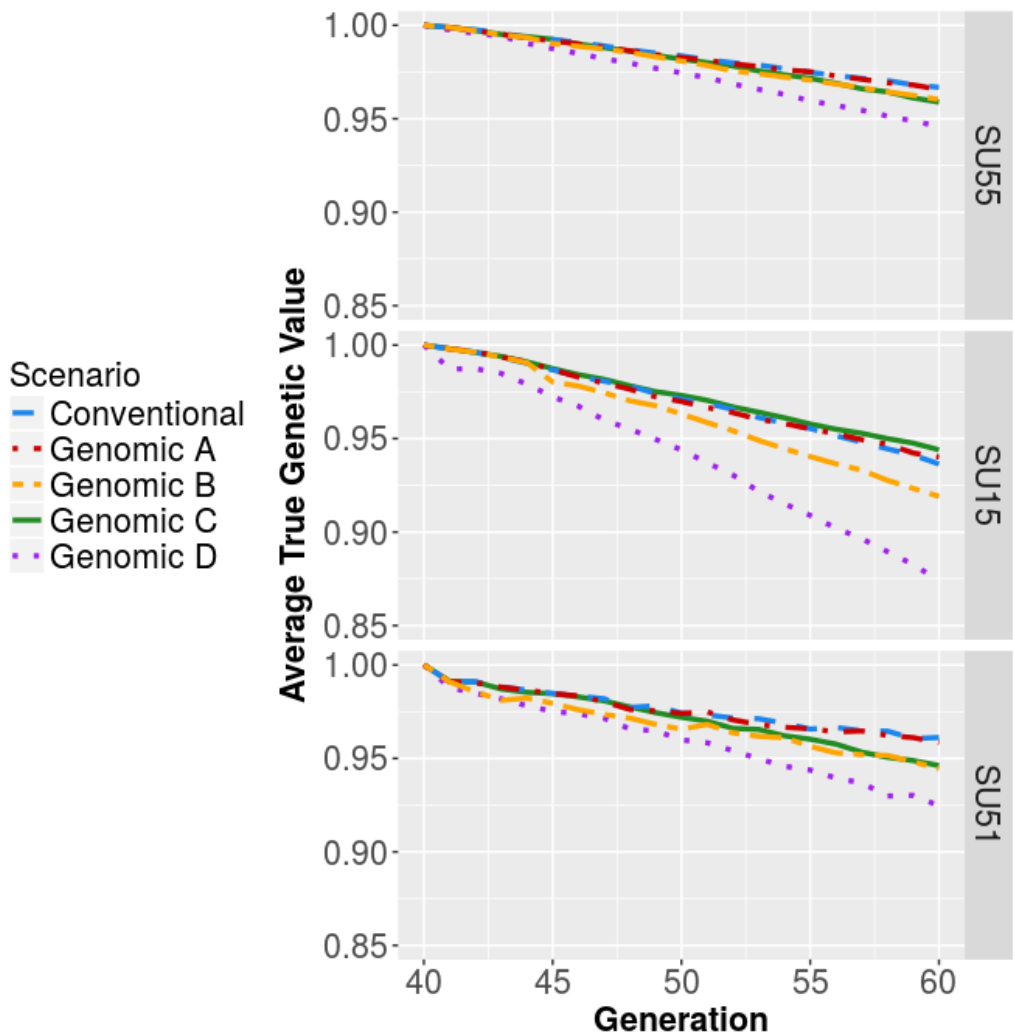 Scenario
Conventional
Genomic A
Genomic B
Genomic C
Genomic D
Average True Genetic Value
1.00
0.95
0.90
0.85
SU55
1.00
0.95
0.90
0.85
SU15
1.00
0.95
0.90
0.85
SU51
40 45 50 55 60
Generation